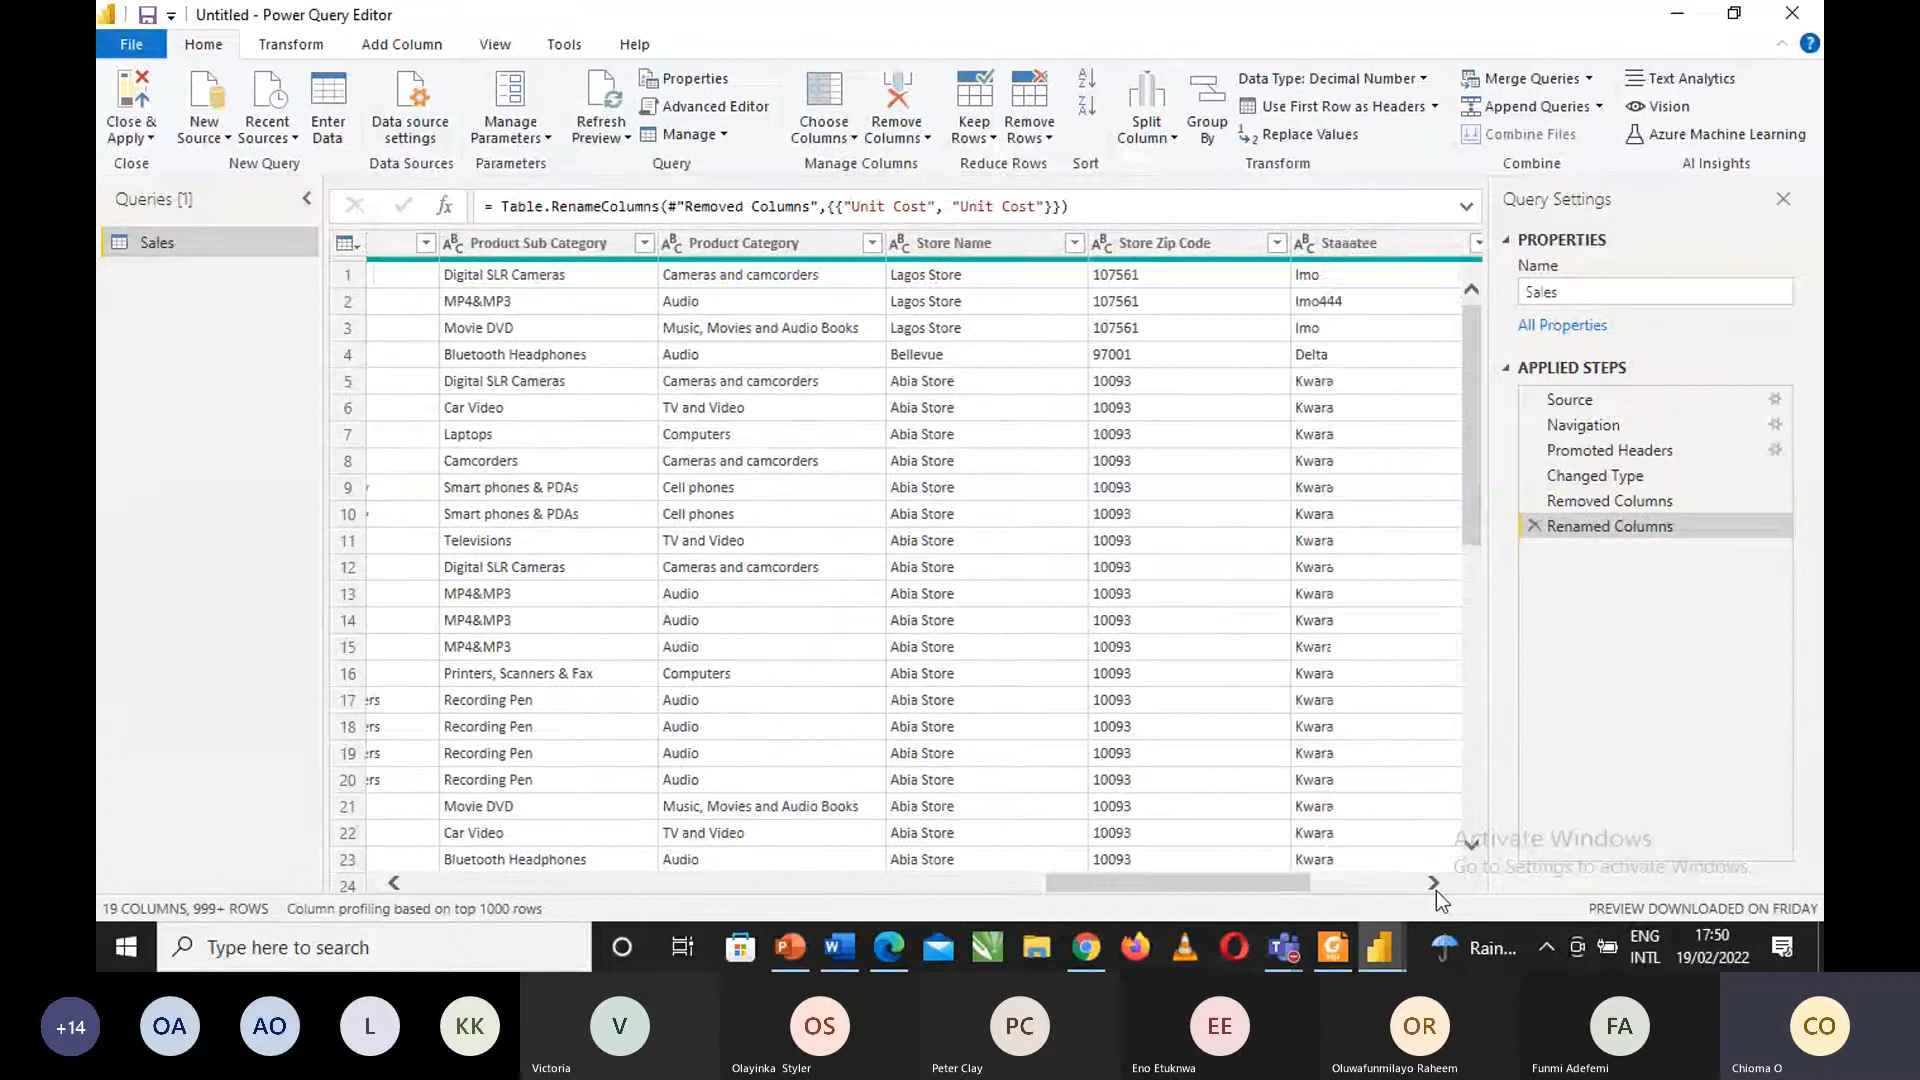 Untitled - Power Query Editor
File Home Transform Add Column View Tools Help
Close & Apply New Source Recent Sources Enter Data Data source settings Manage Parameters Refresh Preview Properties Advanced Editor Manage Choose Columns Remove Columns Keep Rows Remove Rows Split Column Group By Data Type: Decimal Number Use First Row as Headers Replace Values Merge Queries Append Queries Combine Files Text Analytics Vision Azure Machine Learning
Close New Query Data Sources Parameters Query Manage Columns Reduce Rows Sort Transform Combine AI Insights
Queries [1] fx = Table.RenameColumns(#"Removed Columns",{{"Unit Cost", "Unit Cost"}}) Query Settings
Sales
Product Sub Category Product Category Store Name Store Zip Code Staaatee
1 Digital SLR Cameras Cameras and camcorders Lagos Store 107561 Imo
2 MP4&MP3 Audio Lagos Store 107561 Imo444
3 Movie DVD Music, Movies and Audio Books Lagos Store 107561 Imo
4 Bluetooth Headphones Audio Bellevue 97001 Delta
5 Digital SLR Cameras Cameras and camcorders Abia Store 10093 Kwara
6 Car Video TV and Video Abia Store 10093 Kwara
7 Laptops Computers Abia Store 10093 Kwara
8 Camcorders Cameras and camcorders Abia Store 10093 Kwara
9 Smart phones & PDAs Cell phones Abia Store 10093 Kwara
10 Smart phones & PDAs Cell phones Abia Store 10093 Kwara
11 Televisions TV and Video Abia Store 10093 Kwara
12 Digital SLR Cameras Cameras and camcorders Abia Store 10093 Kwara
13 MP4&MP3 Audio Abia Store 10093 Kwara
14 MP4&MP3 Audio Abia Store 10093 Kwara
15 MP4&MP3 Audio Abia Store 10093 Kwara
16 Printers, Scanners & Fax Computers Abia Store 10093 Kwara
17 ers Recording Pen Audio Abia Store 10093 Kwara
18 ers Recording Pen Audio Abia Store 10093 Kwara
19 ers Recording Pen Audio Abia Store 10093 Kwara
20 ers Recording Pen Audio Abia Store 10093 Kwara
21 Movie DVD Music, Movies and Audio Books Abia Store 10093 Kwara
22 Car Video TV and Video Abia Store 10093 Kwara
23 Bluetooth Headphones Audio Abia Store 10093 Kwara
24
PROPERTIES
Name
Sales
All Properties
APPLIED STEPS
Source
Navigation
Promoted Headers
Changed Type
Removed Columns
Renamed Columns
Activate Windows
Go to Settings to activate Windows.
19 COLUMNS, 999+ ROWS Column profiling based on top 1000 rows PREVIEW DOWNLOADED ON FRIDAY
Type here to search Rain... ENG INTL 17:50 19/02/2022
+14 OA AO L KK V OS PC EE OR FA CO
Victoria Olayinka Styler Peter Clay Eno Etuknwa Oluwafunmilayo Raheem Funmi Adefemi Chioma O